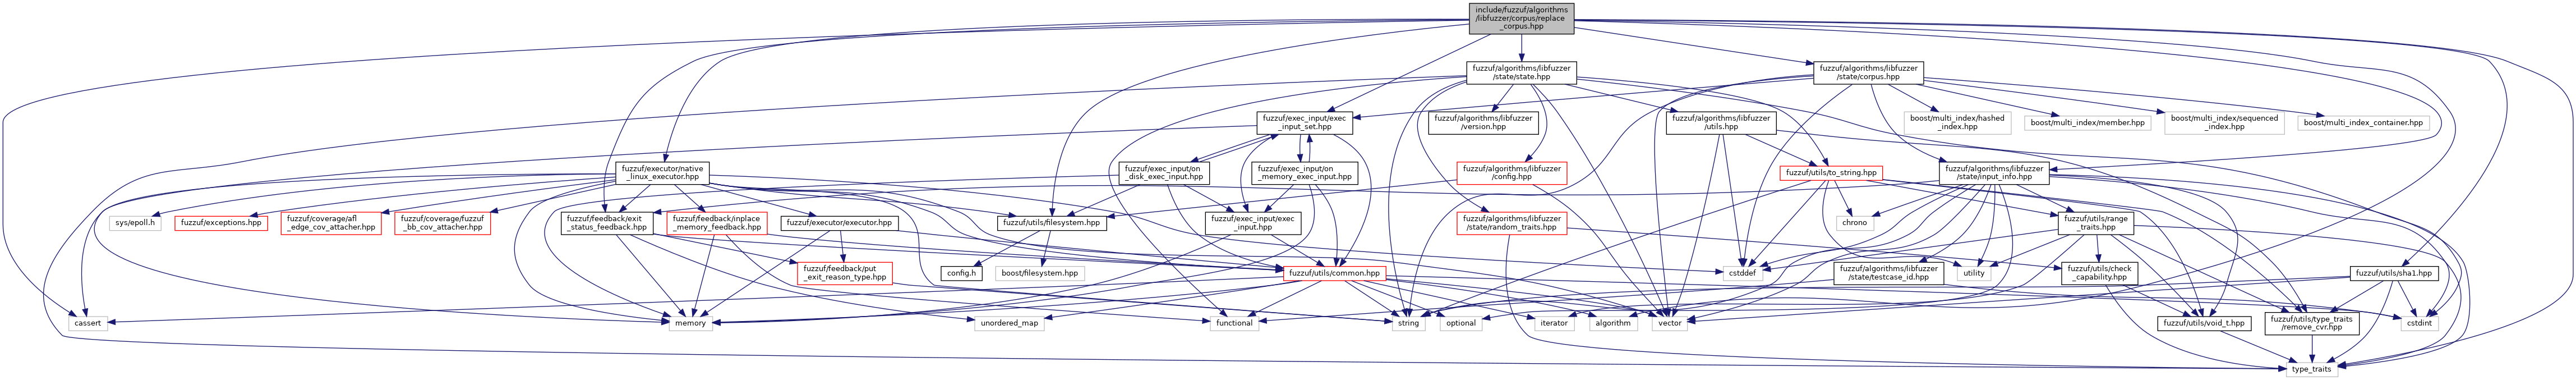 include/fuzzuf/algorithms
/libfuzzer/corpus/replace
_corpus.hpp
fuzzuf/algorithms/libfuzzer
/state/state.hpp
fuzzuf/algorithms/libfuzzer
/state/corpus.hpp
fuzzuf/exec_input/exec
_input_set.hpp
fuzzuf/algorithms/libfuzzer
/version.hpp
fuzzuf/algorithms/libfuzzer
/utils.hpp
boost/multi_index/hashed
_index.hpp
boost/multi_index/member.hpp
boost/multi_index/sequenced
_index.hpp
boost/multi_index_container.hpp
fuzzuf/executor/native
_linux_executor.hpp
fuzzuf/exec_input/on
_disk_exec_input.hpp
fuzzuf/exec_input/on
_memory_exec_input.hpp
fuzzuf/algorithms/libfuzzer
/config.hpp
fuzzuf/utils/to_string.hpp
fuzzuf/algorithms/libfuzzer
/state/input_info.hpp
sys/epoll.h
fuzzuf/exceptions.hpp
fuzzuf/coverage/afl
_edge_cov_attacher.hpp
fuzzuf/coverage/fuzzuf
_bb_cov_attacher.hpp
fuzzuf/feedback/exit
_status_feedback.hpp
fuzzuf/feedback/inplace
_memory_feedback.hpp
fuzzuf/executor/executor.hpp
fuzzuf/utils/filesystem.hpp
fuzzuf/exec_input/exec
_input.hpp
fuzzuf/algorithms/libfuzzer
/state/random_traits.hpp
chrono
fuzzuf/utils/range
_traits.hpp
fuzzuf/feedback/put
_exit_reason_type.hpp
config.h
boost/filesystem.hpp
fuzzuf/utils/common.hpp
cstddef
fuzzuf/algorithms/libfuzzer
/state/testcase_id.hpp
utility
fuzzuf/utils/check
_capability.hpp
fuzzuf/utils/sha1.hpp
cassert
memory
unordered_map
functional
string
optional
iterator
algorithm
vector
fuzzuf/utils/void_t.hpp
fuzzuf/utils/type_traits
/remove_cvr.hpp
cstdint
type_traits